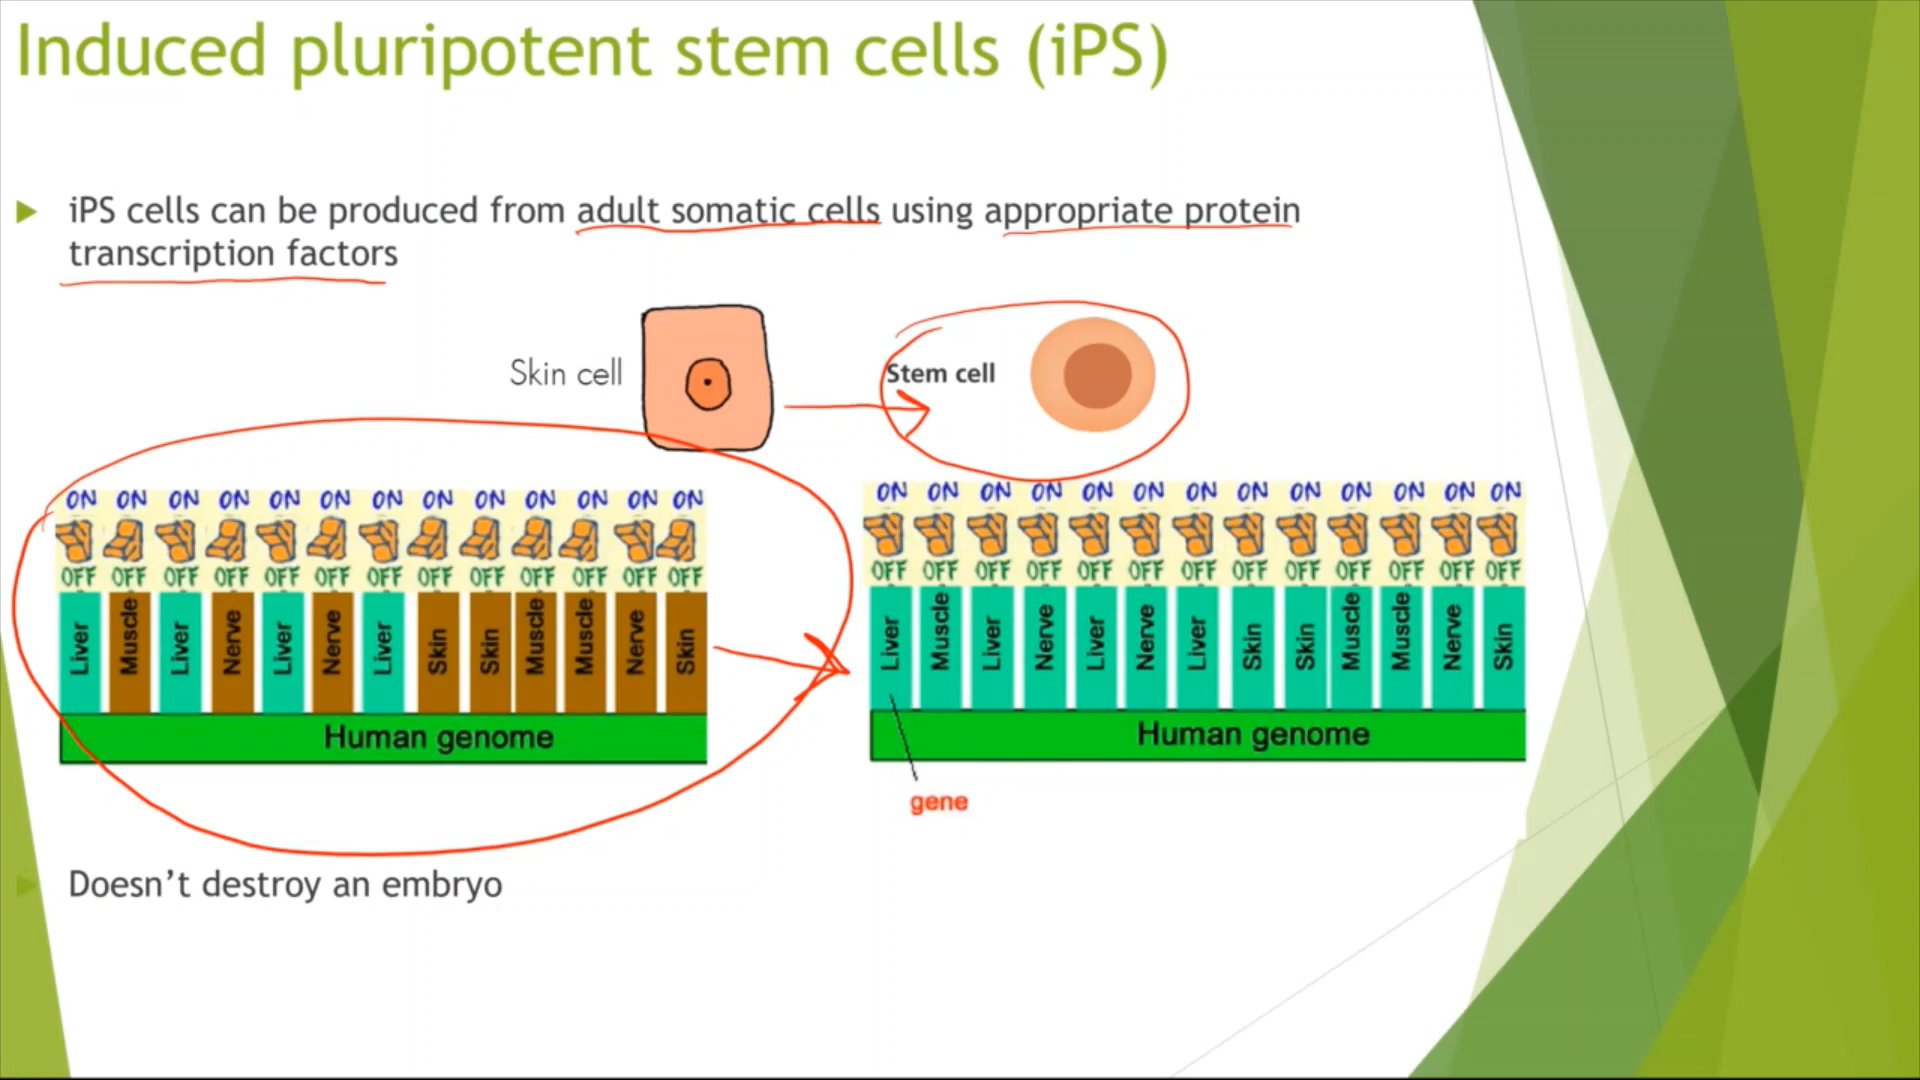 Induced pluripotent stem cells (iPS)
iPS cells can be produced from adult somatic cells using appropriate protein
transcription factors
Skin cell
Stem cell
ON ON ON ON ON ON ON ON ON ON ON ON ON
OFF OFF OFF OFF OFF OFF OFF OFF OFF OFF OFF OFF OFF
Liver Muscle Liver Nerve Liver Nerve Liver Skin Skin Muscle Muscle Nerve Skin
Human genome
ON ON ON ON ON ON ON ON ON ON ON ON ON
OFF OFF OFF OFF OFF OFF OFF OFF OFF OFF OFF OFF OFF
Liver Muscle Liver Nerve Liver Nerve Liver Skin Skin Muscle Muscle Nerve Skin
Human genome
gene
Doesn't destroy an embryo